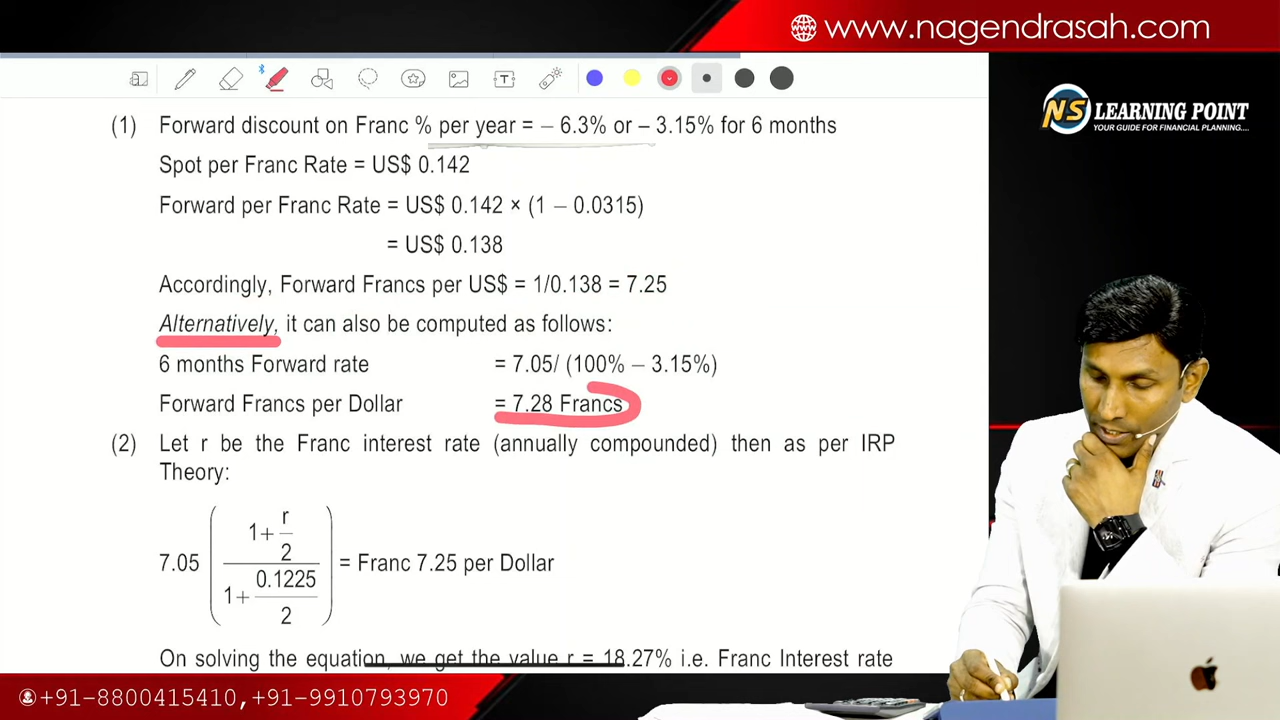 www.nagendrasah.com
NS LEARNING POINT
YOUR GUIDE FOR FINANCIAL PLANNING....
(1) Forward discount on Franc % per year = – 6.3% or – 3.15% for 6 months
Spot per Franc Rate = US$ 0.142
Forward per Franc Rate = US$ 0.142 × (1 – 0.0315)
= US$ 0.138
Accordingly, Forward Francs per US$ = 1/0.138 = 7.25
Alternatively, it can also be computed as follows:
6 months Forward rate = 7.05/ (100% – 3.15%)
Forward Francs per Dollar = 7.28 Francs
(2) Let r be the Franc interest rate (annually compounded) then as per IRP
Theory:
7.05 ( (1+ r/2) / (1+ 0.1225/2) ) = Franc 7.25 per Dollar
On solving the equation, we get the value r = 18.27% i.e. Franc Interest rate
+91-8800415410,+91-9910793970